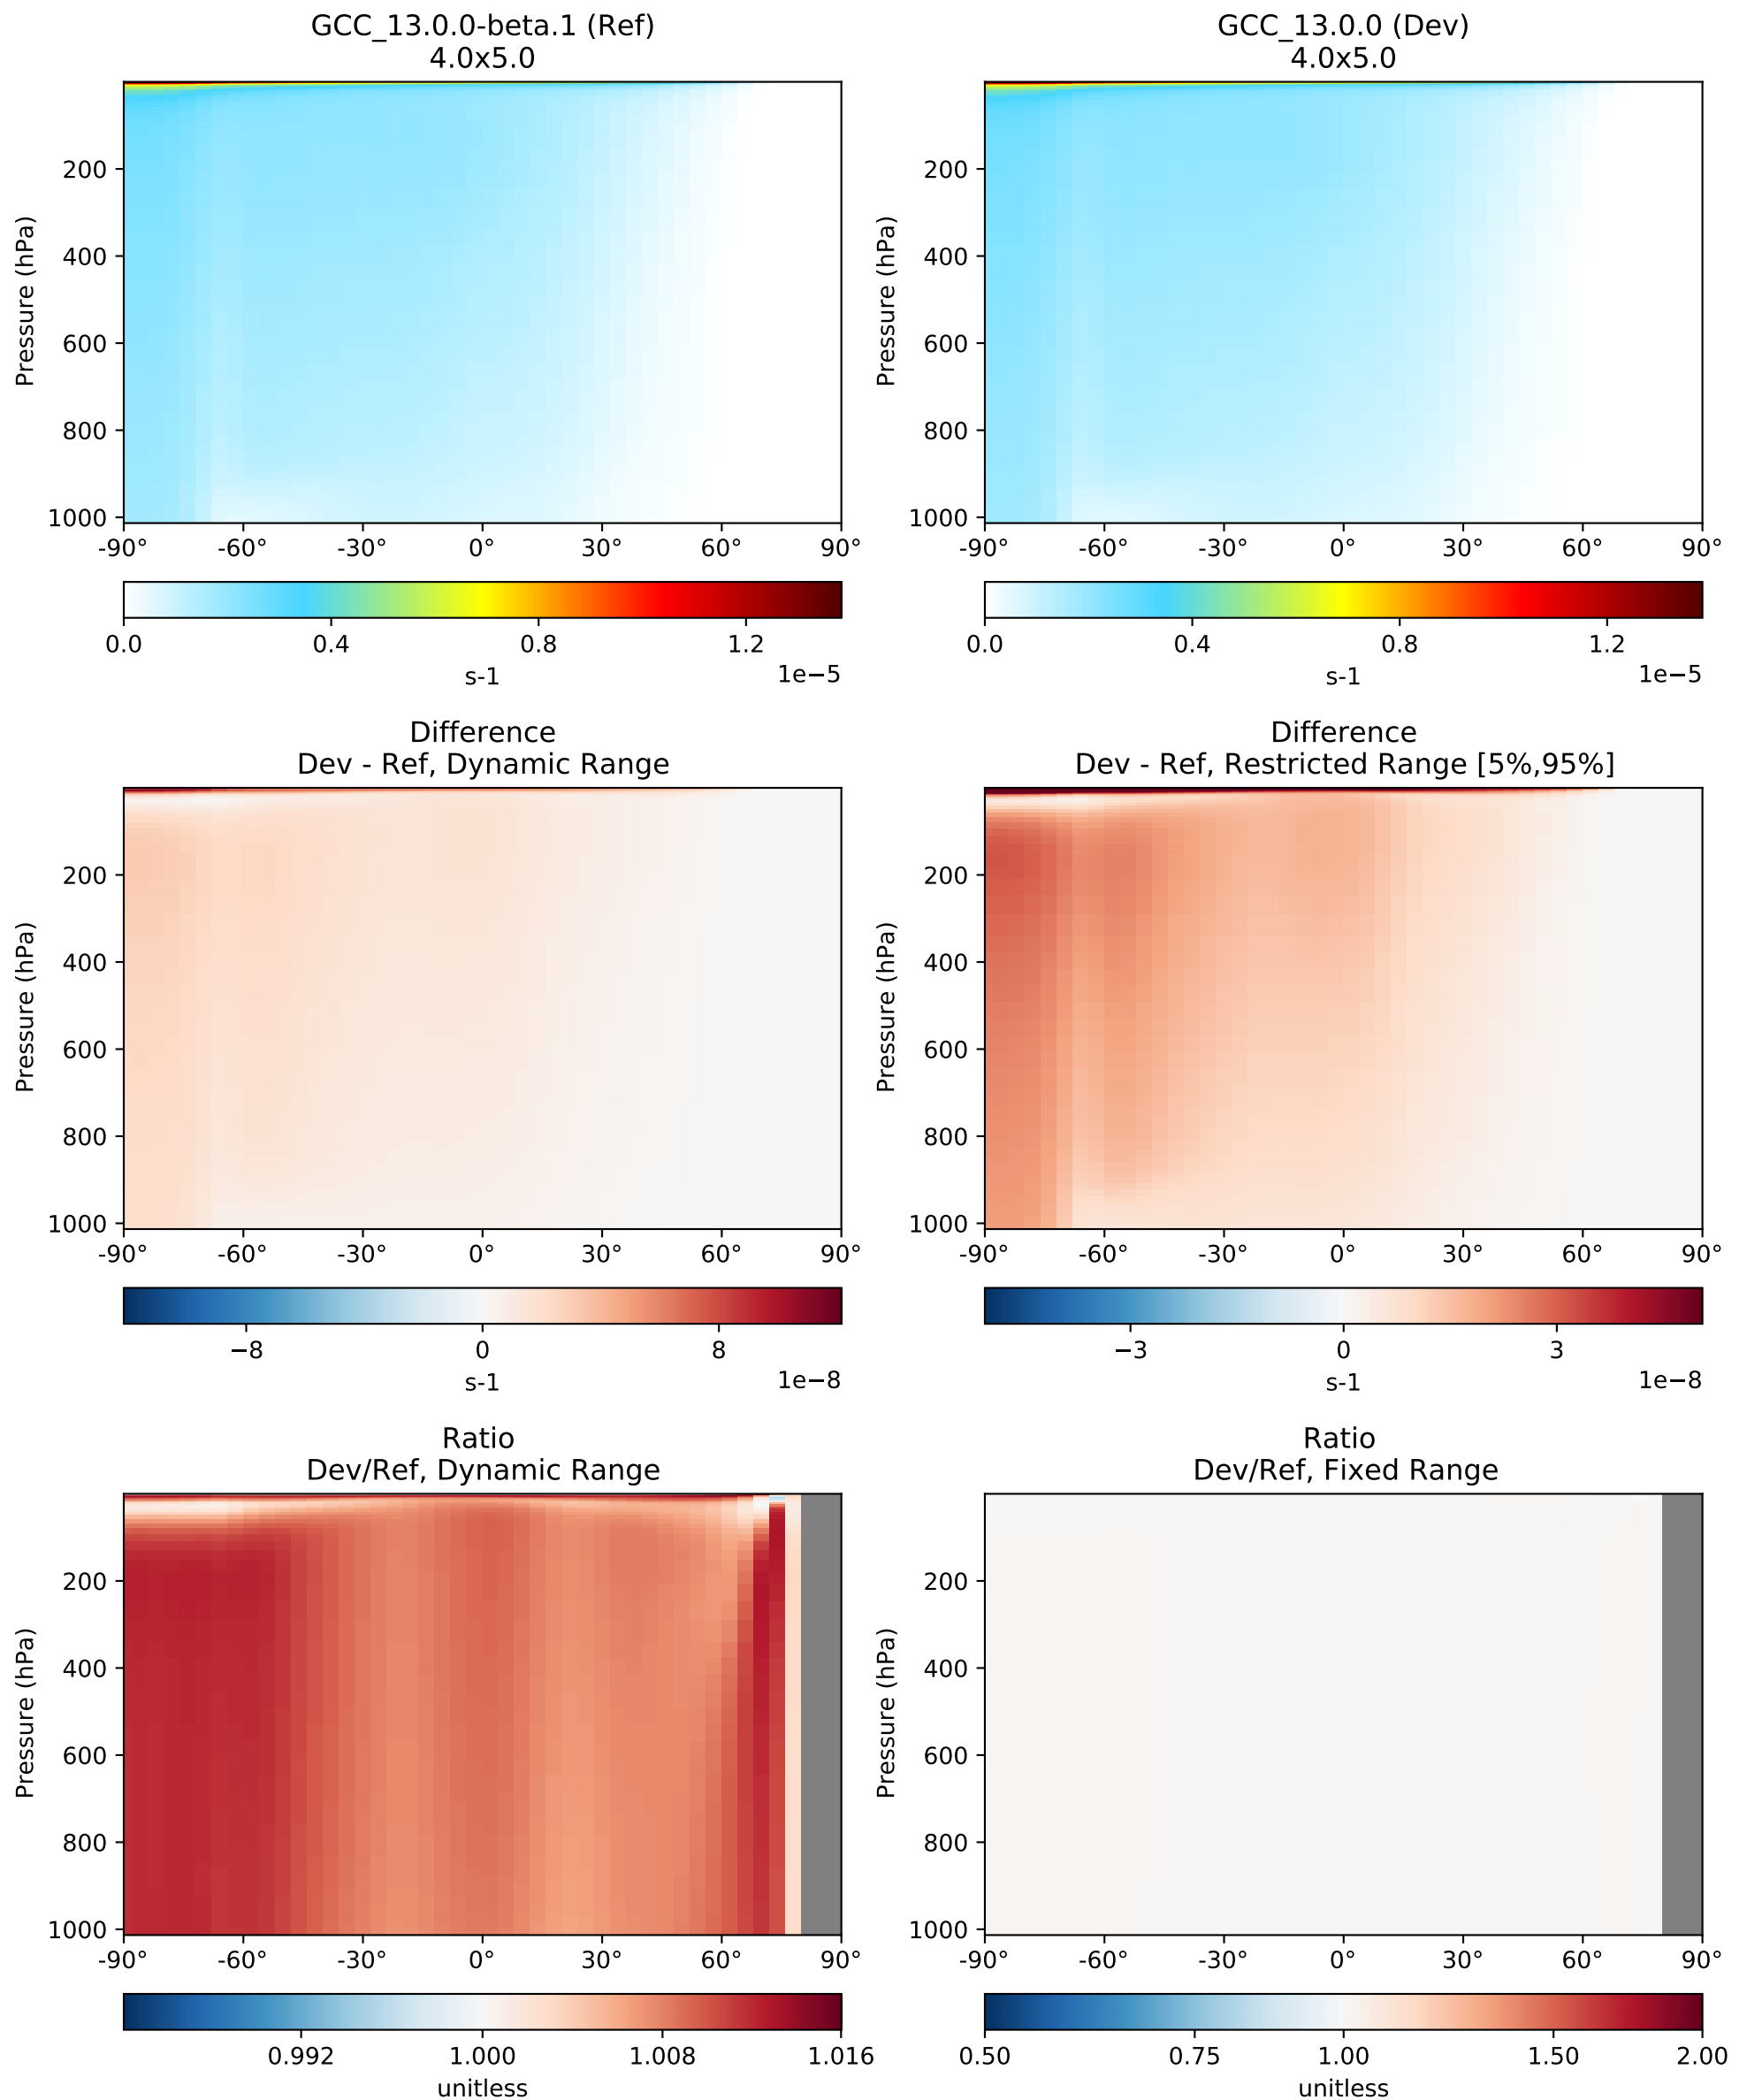 GCC_13.0.0-beta.1 (Ref)
4.0x5.0
Pressure (hPa)
200
400
600
800
1000
-90° -60° -30° 0° 30° 60° 90°
0.0 0.4 0.8 1.2
s-1
1e−5
GCC_13.0.0 (Dev)
4.0x5.0
Pressure (hPa)
200
400
600
800
1000
-90° -60° -30° 0° 30° 60° 90°
0.0 0.4 0.8 1.2
s-1
1e−5
Difference
Dev - Ref, Dynamic Range
Pressure (hPa)
200
400
600
800
1000
-90° -60° -30° 0° 30° 60° 90°
−8 0 8
s-1
1e−8
Difference
Dev - Ref, Restricted Range [5%,95%]
Pressure (hPa)
200
400
600
800
1000
-90° -60° -30° 0° 30° 60° 90°
−3 0 3
s-1
1e−8
Ratio
Dev/Ref, Dynamic Range
Pressure (hPa)
200
400
600
800
1000
-90° -60° -30° 0° 30° 60° 90°
0.992 1.000 1.008 1.016
unitless
Ratio
Dev/Ref, Fixed Range
Pressure (hPa)
200
400
600
800
1000
-90° -60° -30° 0° 30° 60° 90°
0.50 0.75 1.00 1.50 2.00
unitless